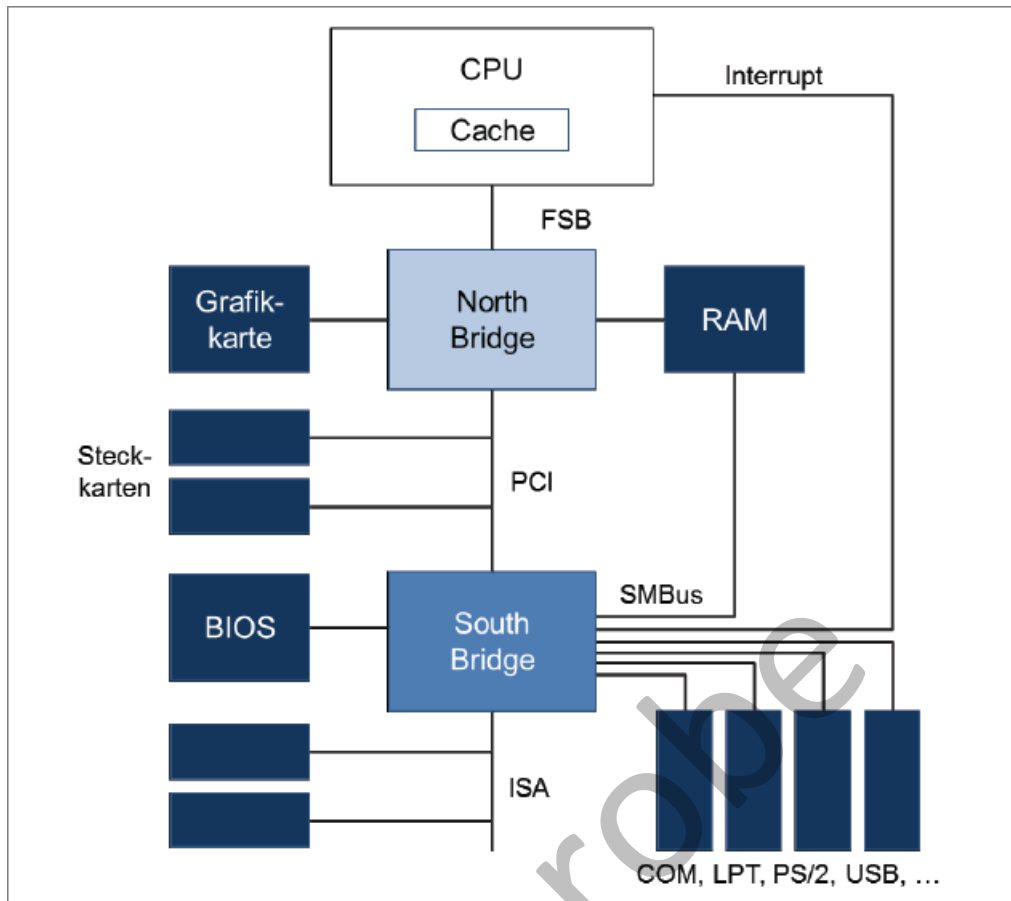 CPU
Interrupt
Cache
FSB
Grafik-
karte
North
Bridge
RAM
Steck-
karten
PCI
SMBus
BIOS
South
Bridge
ISA
COM, LPT, PS/2, USB, …
robe